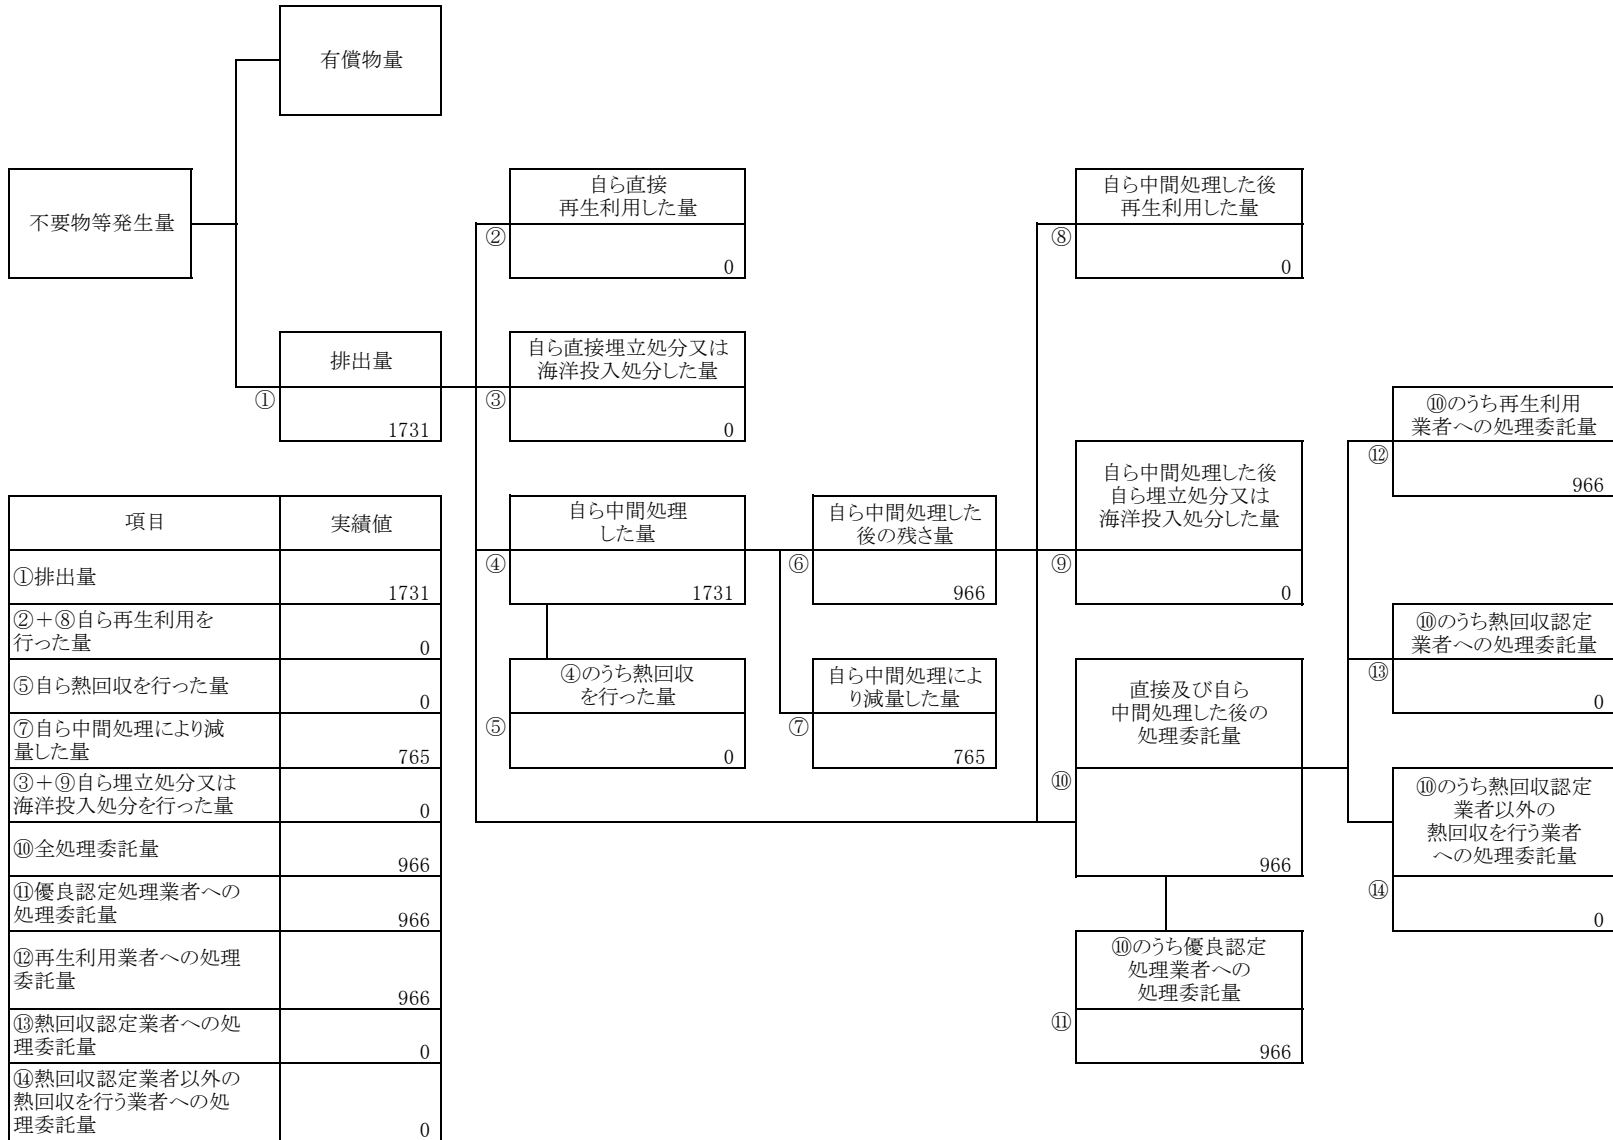 有償物量
不要物等発生量
排出量
①
1731
自ら直接
再生利用した量
②
0
自ら直接埋立処分又は
海洋投入処分した量
③
0
自ら中間処理
した量
④
1731
④のうち熱回収
を行った量
⑤
0
自ら中間処理した
後の残さ量
⑥
966
自ら中間処理によ
り減量した量
⑦
765
自ら中間処理した後
再生利用した量
⑧
0
自ら中間処理した後
自ら埋立処分又は
海洋投入処分した量
⑨
0
直接及び自ら
中間処理した後の
処理委託量
⑩
966
⑩のうち優良認定
処理業者への
処理委託量
⑪
966
⑩のうち再生利用
業者への処理委託量
⑫
966
⑩のうち熱回収認定
業者への処理委託量
⑬
0
⑩のうち熱回収認定
業者以外の
熱回収を行う業者
への処理委託量
⑭
0
項目 実績値
①排出量
1731
②＋⑧自ら再生利用を
行った量
0
⑤自ら熱回収を行った量
0
⑦自ら中間処理により減
量した量
765
③＋⑨自ら埋立処分又は
海洋投入処分を行った量
0
⑩全処理委託量
966
⑪優良認定処理業者への
処理委託量
966
⑫再生利用業者への処理
委託量
966
⑬熱回収認定業者への処
理委託量
0
⑭熱回収認定業者以外の
熱回収を行う業者への処
理委託量
0